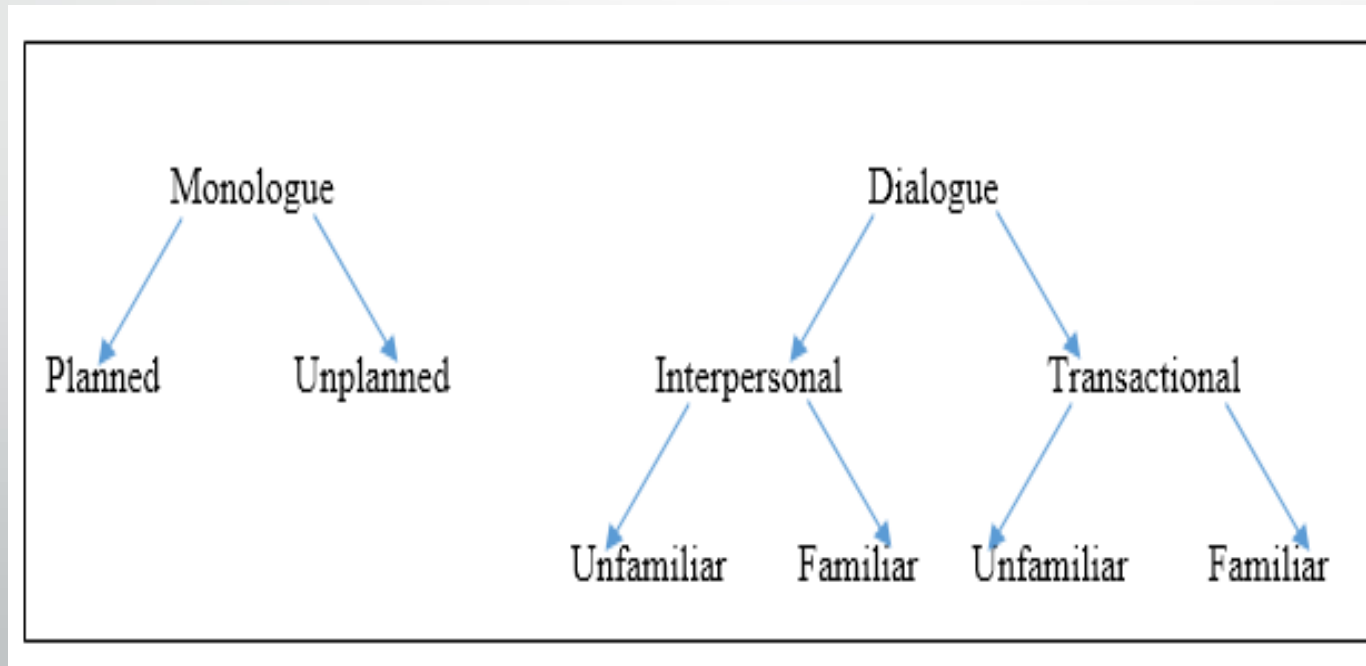 Monologue Dialogue
Planned Unplanned Interpersonal Transactional
Unfamiliar Familiar Unfamiliar Familiar